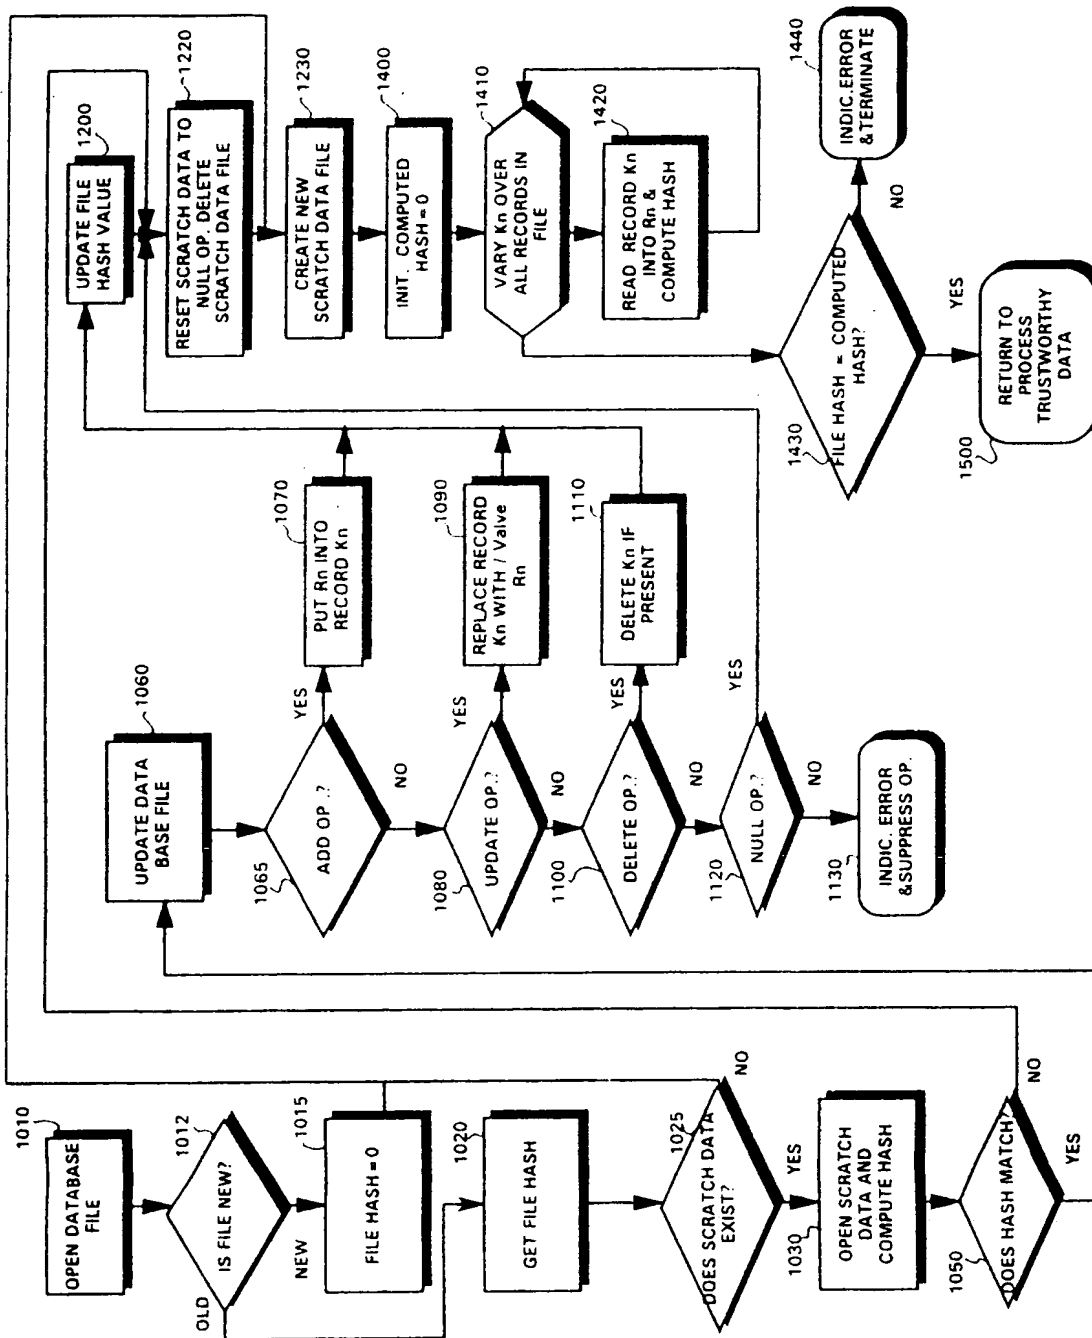 1010
OPEN DATABASE
FILE
1012
IS FILE NEW?
OLD
NEW
1015
FILE HASH = 0
1020
GET FILE HASH
1025
DOES SCRATCH DATA
EXIST?
NO
YES
1030
OPEN SCRATCH
DATA AND
COMPUTE HASH
1050
DOES HASH MATCH?
NO
YES
1060
UPDATE DATA
BASE FILE
1065
ADD OP .?
YES
NO
1070
PUT Rn INTO
RECORD Kn
1080
UPDATE OP.?
YES
NO
1090
REPLACE RECORD
Kn WITH / Valve
Rn
1100
DELETE OP.?
YES
NO
1110
DELETE Kn IF
PRESENT
1120
NULL OP.?
YES
NO
1130
INDIC. ERROR
&SUPPRESS OP.
1200
UPDATE FILE
HASH VALUE
1220
RESET SCRATCH DATA TO
NULL OP. DELETE
SCRATCH DATA FILE
1230
CREATE NEW
SCRATCH DATA FILE
1400
INIT. COMPUTED
HASH = 0
1410
VARY Kn OVER
ALL RECORDS IN
FILE
1420
READ RECORD Kn
INTO Rn &
COMPUTE HASH
1430
FILE HASH = COMPUTED
HASH?
NO
YES
1440
INDIC. ERROR
&TERMINATE
1500
RETURN TO
PROCESS
TRUSTWORTHY
DATA